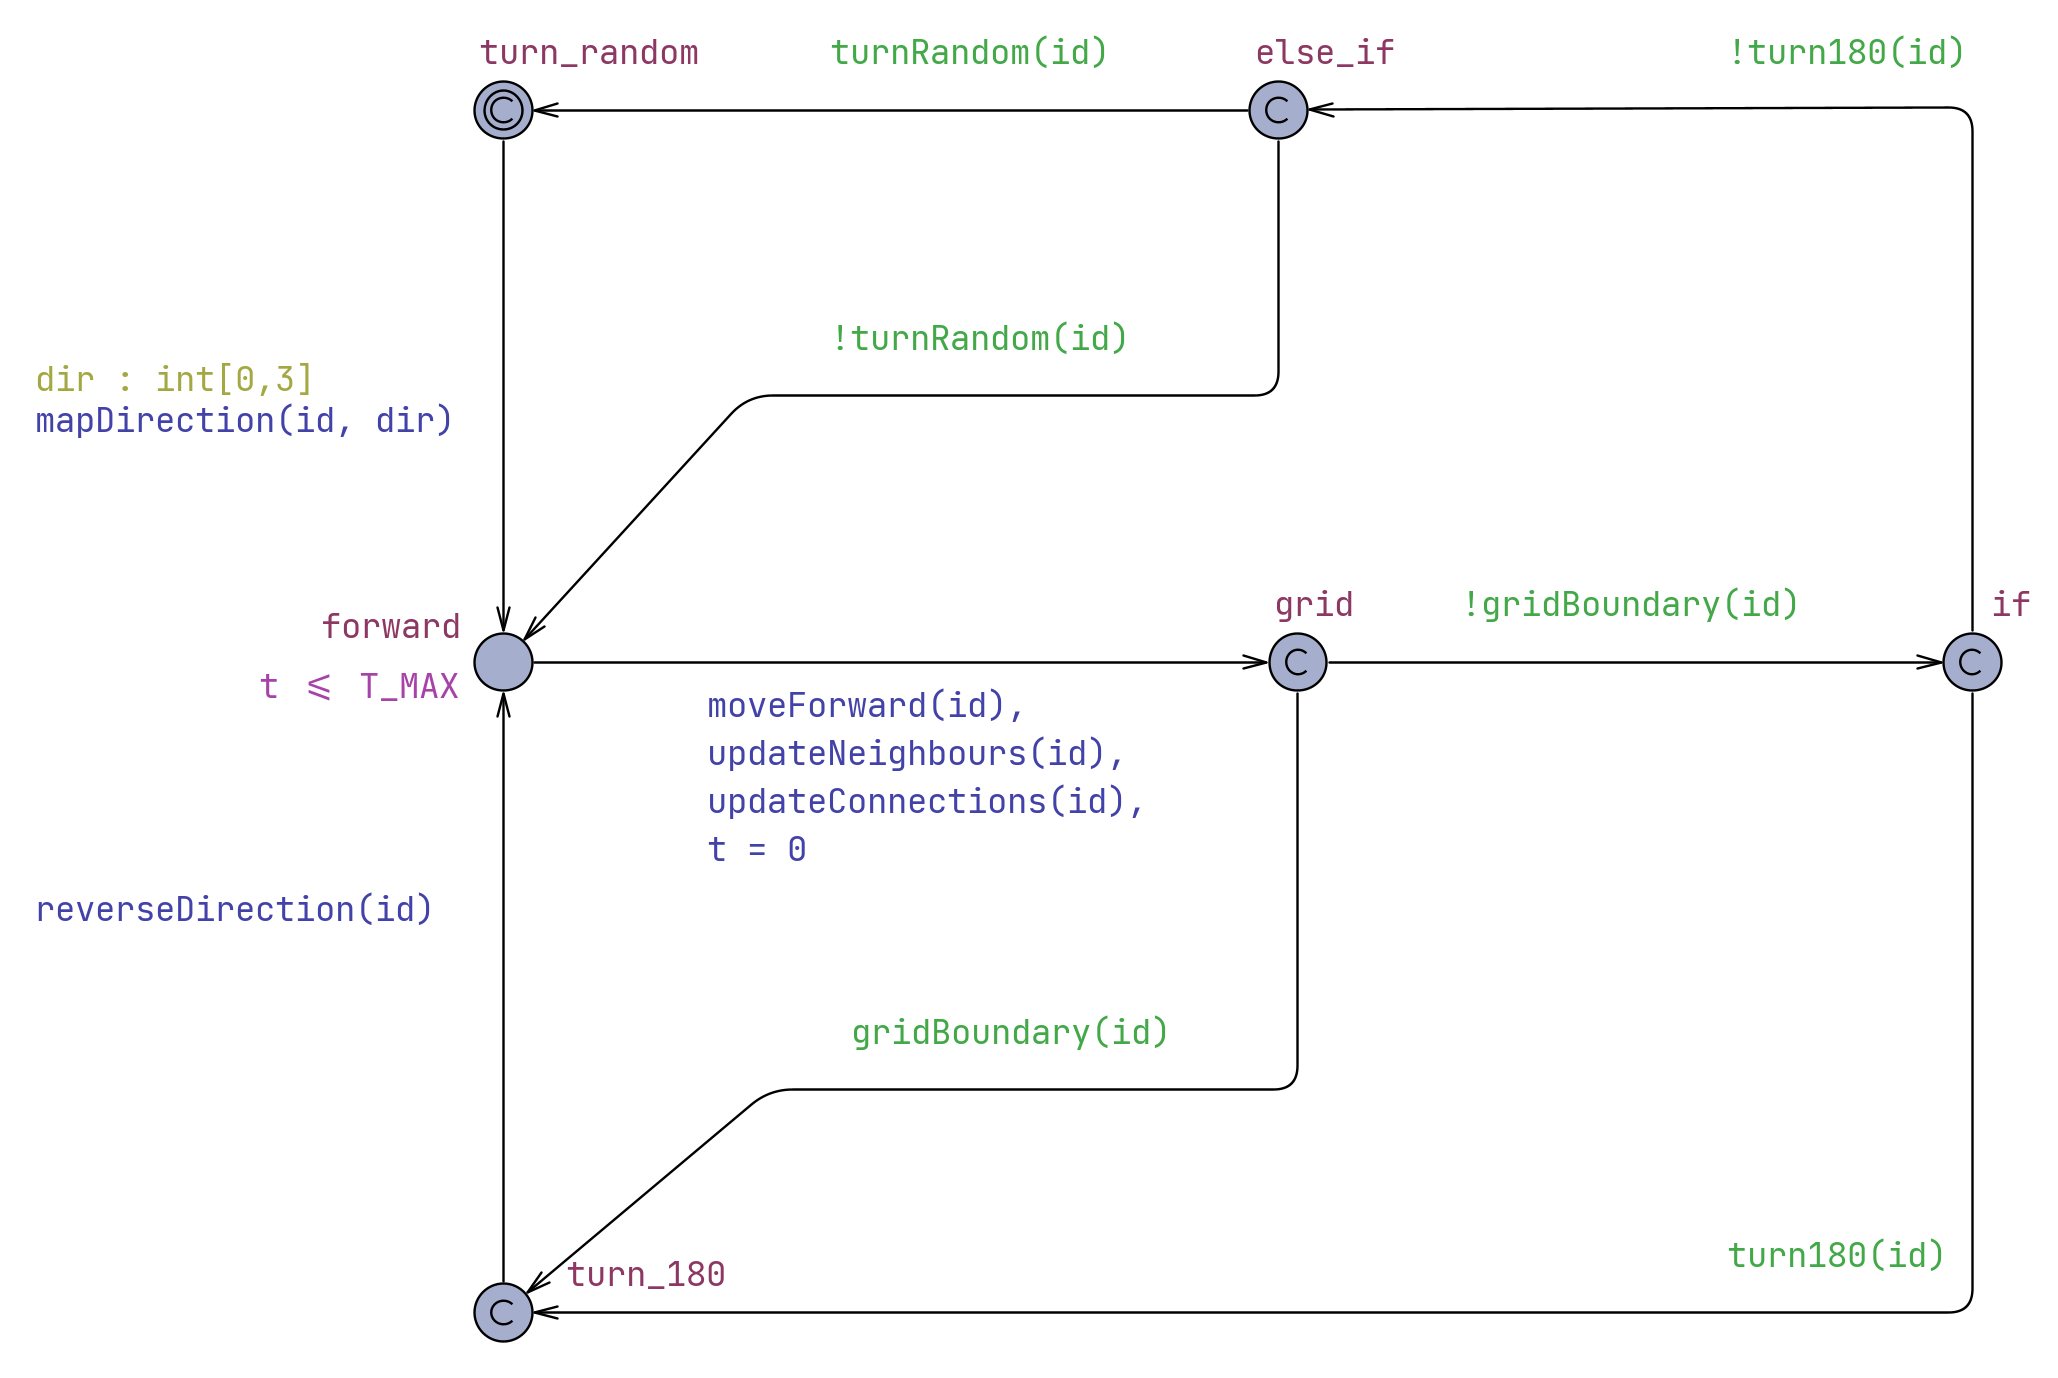 turn_random
turnRandom(id)
else_if
!turn180(id)
C
C
!turnRandom(id)
dir : int[0,3]
mapDirection(id, dir)
forward
t ⩽ T_MAX
grid
!gridBoundary(id)
if
C
C
moveForward(id),
updateNeighbours(id),
updateConnections(id),
t = 0
reverseDirection(id)
gridBoundary(id)
turn180(id)
turn_180
C